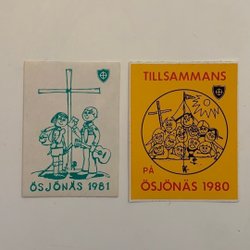 ÖSJÖNÄS 1981
TILLSAMMANS
PÅ
ÖSJÖNÄS 1980